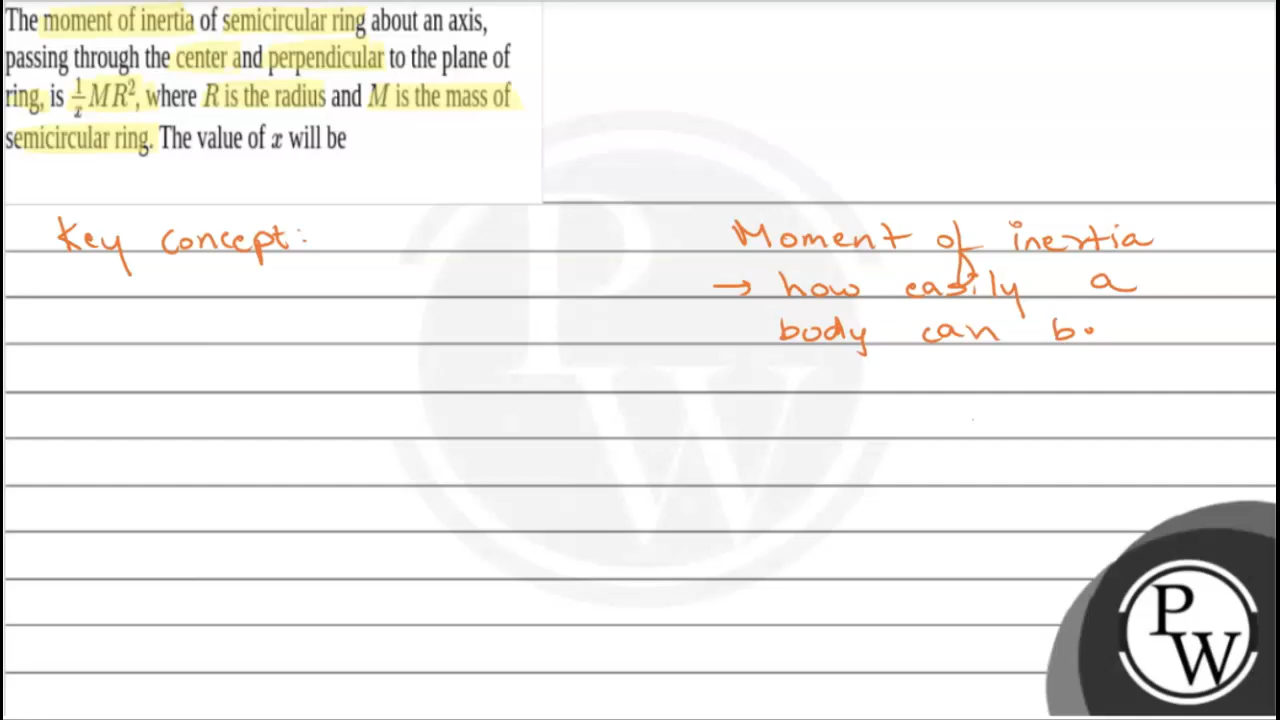 The moment of inertia of semicircular ring about an axis,
passing through the center and perpendicular to the plane of
ring, is \frac{1}{x}MR², where R is the radius and M is the mass of
semicircular ring. The value of x will be
Key concept:
Moment of inertia
→ how easily a
body can b
PW
PW